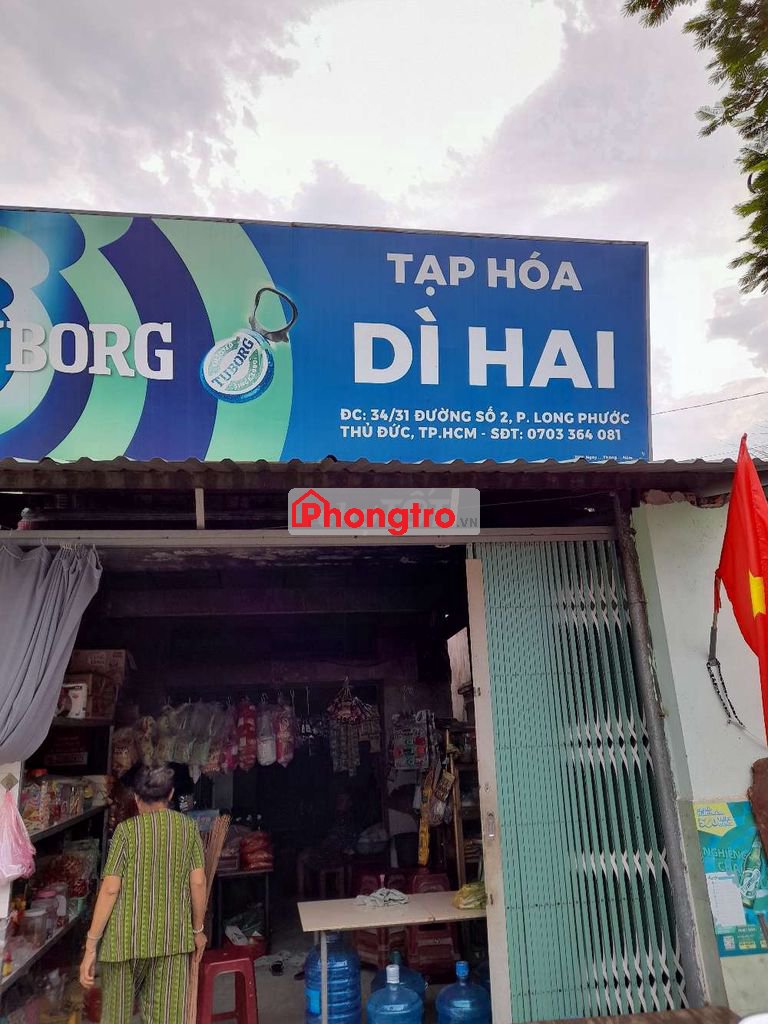 TẠP HÓA
TUBORG
TUBORG
DÌ HAI
ĐC: 34/31 ĐƯỜNG SỐ 2, P. LONG PHƯỚC
THỦ ĐỨC, TP.HCM - SĐT: 0703 364 081
Phongtro.VN